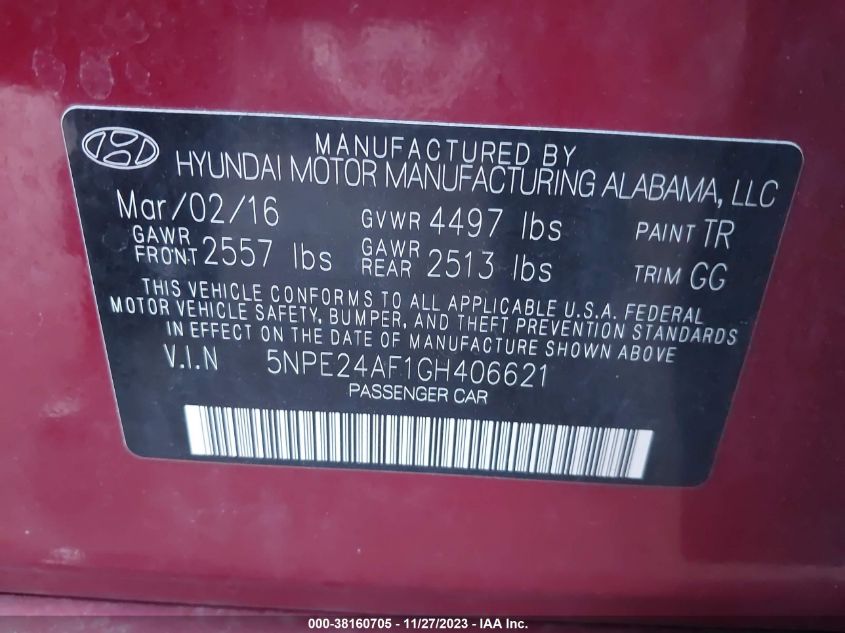 MANUFACTURED BY
HYUNDAI MOTOR MANUFACTURING ALABAMA, LLC
Mar/02/16 GVWR 4497 lbs PAINT TR
GAWR FRONT 2557 lbs GAWR REAR 2513 lbs TRIM GG
THIS VEHICLE CONFORMS TO ALL APPLICABLE U.S.A. FEDERAL
MOTOR VEHICLE SAFETY, BUMPER, AND THEFT PREVENTION STANDARDS
IN EFFECT ON THE DATE OF MANUFACTURE SHOWN ABOVE
V.I.N 5NPE24AF1GH406621
PASSENGER CAR
000-38160705 - 11/27/2023 - IAA Inc.